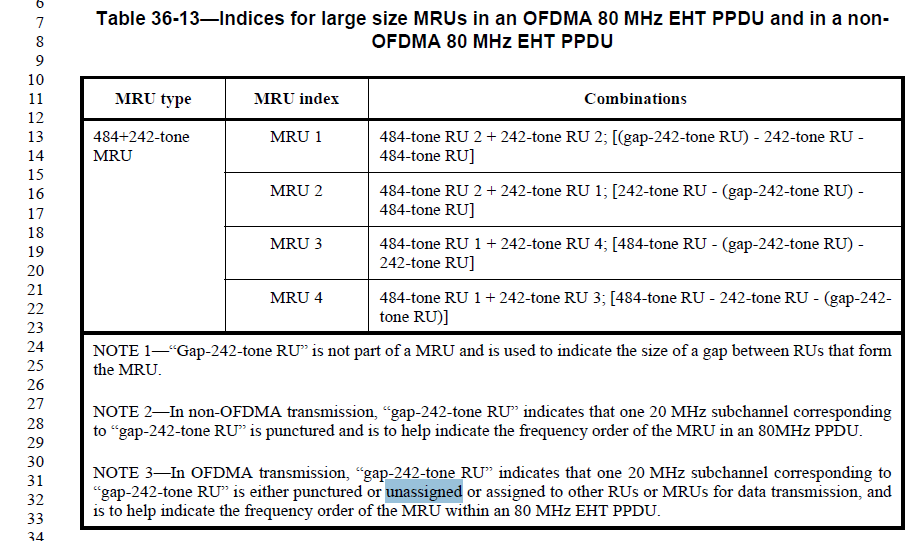 6
7
8
9
10
11
12
13
14
15
16
17
18
19
20
21
22
23
24
25
26
27
28
29
30
31
32
33
34
Table 36-13—Indices for large size MRUs in an OFDMA 80 MHz EHT PPDU and in a non-
OFDMA 80 MHz EHT PPDU
MRU type MRU index Combinations
484+242-tone
MRU
MRU 1
484-tone RU 2 + 242-tone RU 2; [(gap-242-tone RU) - 242-tone RU -
484-tone RU]
MRU 2
484-tone RU 2 + 242-tone RU 1; [242-tone RU - (gap-242-tone RU) -
484-tone RU]
MRU 3
484-tone RU 1 + 242-tone RU 4; [484-tone RU - (gap-242-tone RU) -
242-tone RU]
MRU 4
484-tone RU 1 + 242-tone RU 3; [484-tone RU - 242-tone RU - (gap-242-
tone RU)]
NOTE 1—“Gap-242-tone RU” is not part of a MRU and is used to indicate the size of a gap between RUs that form
the MRU.
NOTE 2—In non-OFDMA transmission, “gap-242-tone RU” indicates that one 20 MHz subchannel corresponding
to “gap-242-tone RU” is punctured and is to help indicate the frequency order of the MRU in an 80MHz PPDU.
NOTE 3—In OFDMA transmission, “gap-242-tone RU” indicates that one 20 MHz subchannel corresponding to
“gap-242-tone RU” is either punctured or unassigned or assigned to other RUs or MRUs for data transmission, and
is to help indicate the frequency order of the MRU within an 80 MHz EHT PPDU.